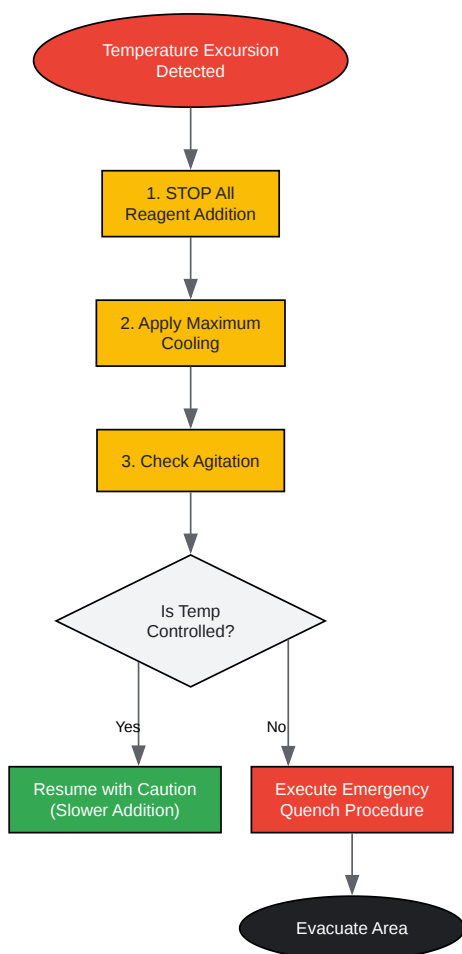 Temperature Excursion
Detected
1. STOP All
Reagent Addition
2. Apply Maximum
Cooling
3. Check Agitation
Is Temp
Controlled?
Yes
No
Resume with Caution
(Slower Addition)
Execute Emergency
Quench Procedure
Evacuate Area